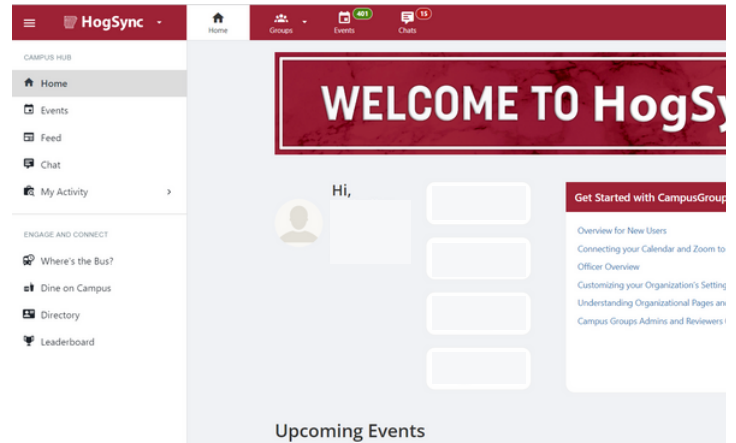 HogSync
Home
Groups
401
Events
15
Chats
CAMPUS HUB
Home
Events
Feed
Chat
My Activity
ENGAGE AND CONNECT
Where's the Bus?
Dine on Campus
Directory
Leaderboard
WELCOME TO HogSy
Hi,
Get Started with CampusGroup
Overview for New Users
Connecting your Calendar and Zoom to
Officer Overview
Customizing your Organization's Setting
Understanding Organizational Pages an
Campus Groups Admins and Reviewers
Upcoming Events